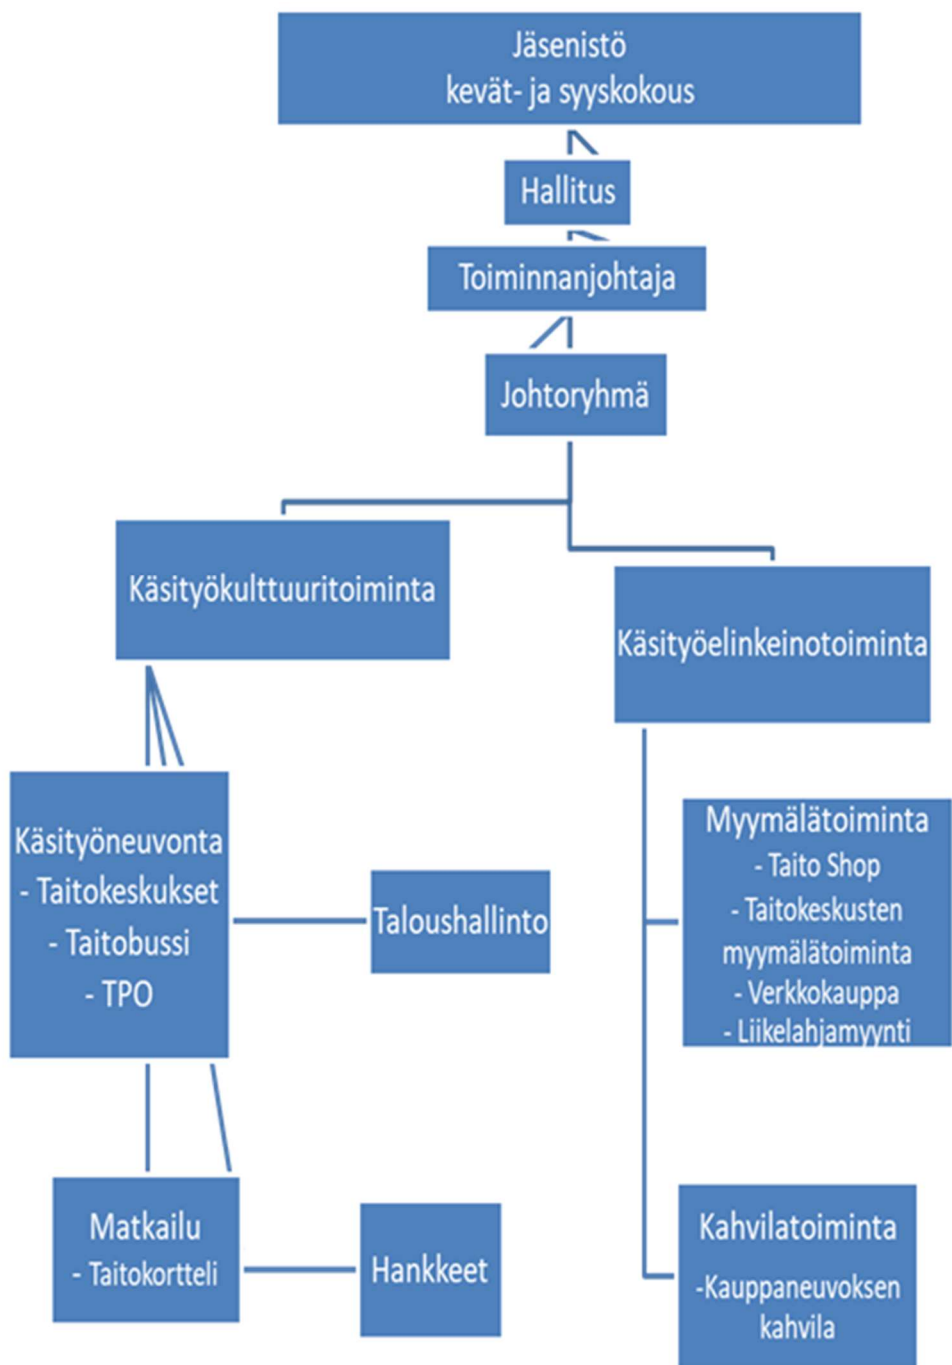 Jäsenistö
kevät- ja syyskokous
Hallitus
Toiminnanjohtaja
Johtoryhmä
Käsityökulttuuritoiminta
Käsityöelinkeinotoiminta
Käsityöneuvonta
- Taitokeskukset
- Taitobussi
- TPO
Taloushallinto
Myymälätoiminta
- Taito Shop
- Taitokeskusten
myymälätoiminta
- Verkkokauppa
- Liikelahjamyynti
Matkailu
- Taitokortteli
Hankkeet
Kahvilatoiminta
-Kauppaneuvoksen
kahvila